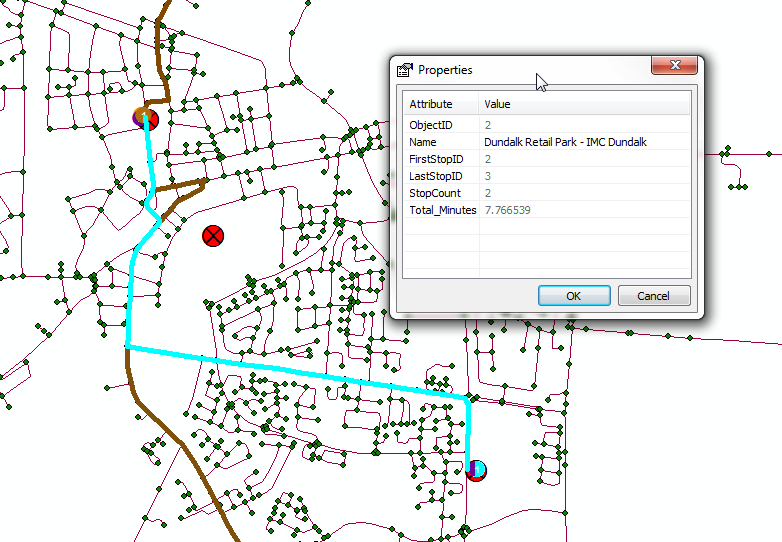 Properties
Attribute Value
ObjectID 2
Name Dundalk Retail Park - IMC Dundalk
FirstStopID 2
LastStopID 3
StopCount 2
Total_Minutes 7.766539
OK Cancel